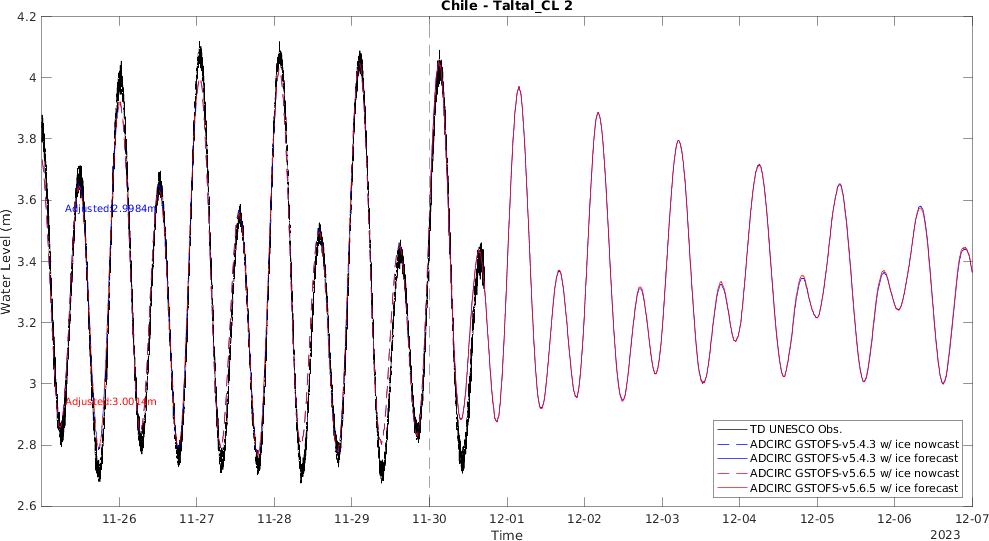 Chile - Taltal_CL 2
4.2
4
3.8
3.6
3.4
3.2
3
2.8
2.6
Water Level (m)
Adjusted:2.9984m
Adjusted:3.0014m
TD UNESCO Obs.
ADCIRC GSTOFS-v5.4.3 w/ ice nowcast
ADCIRC GSTOFS-v5.4.3 w/ ice forecast
ADCIRC GSTOFS-v5.6.5 w/ ice nowcast
ADCIRC GSTOFS-v5.6.5 w/ ice forecast
11-26 11-27 11-28 11-29 11-30 12-01 12-02 12-03 12-04 12-05 12-06 12-07
Time
2023